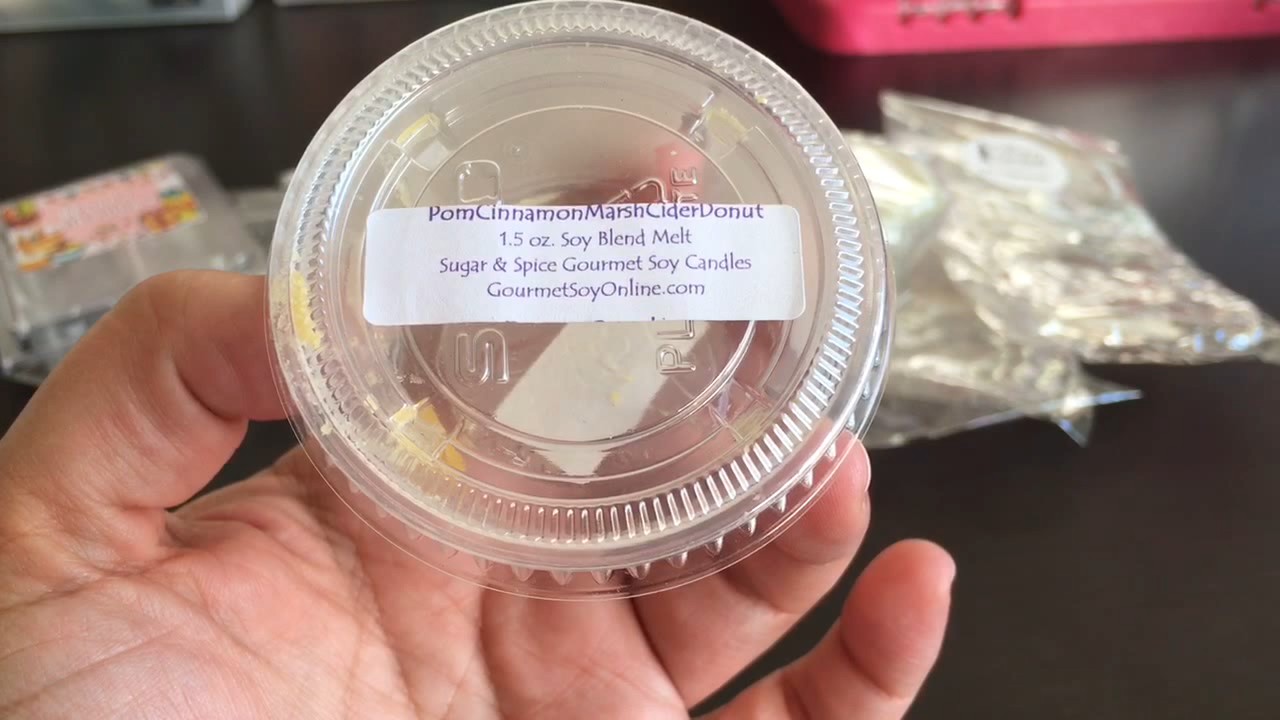 PomCinnamonMarshCiderDonut
1.5 oz. Soy Blend Melt
Sugar & Spice Gourmet Soy Candles
GourmetSoyOnline.com